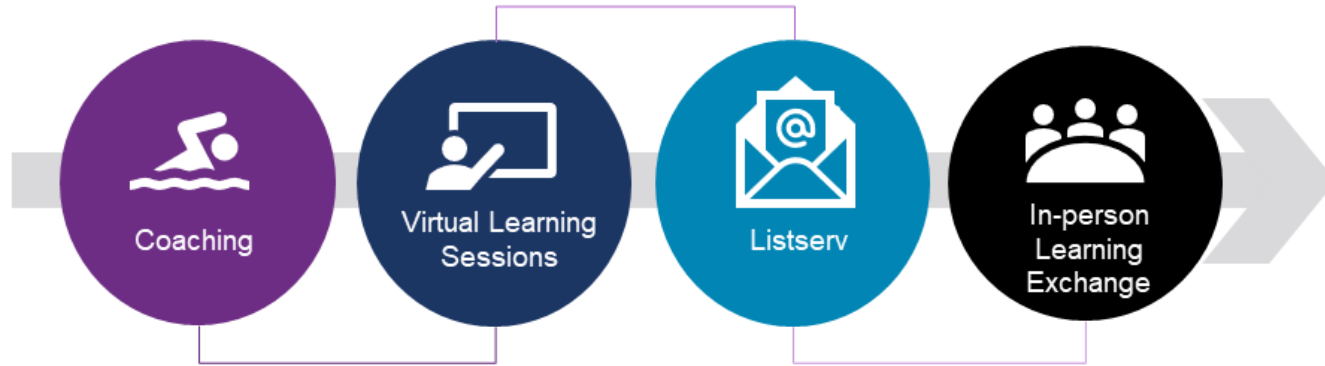 Coaching
Virtual Learning
Sessions
@
Listserv
In-person
Learning
Exchange